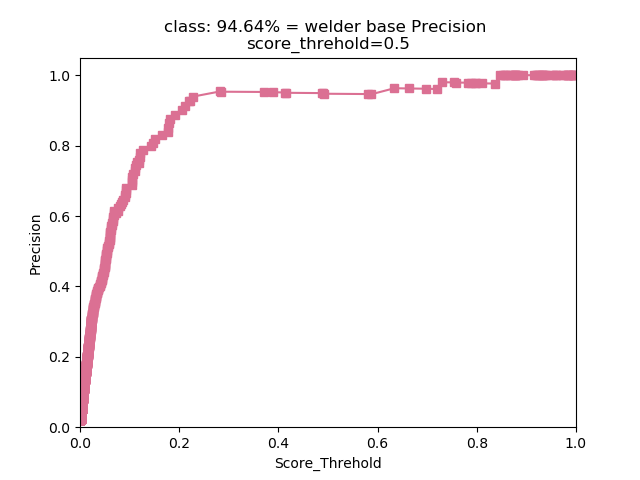 class: 94.64% = welder base Precision
score_threhold=0.5
1.0
0.8
0.6
0.4
0.2
0.0
Precision
0.0 0.2 0.4 0.6 0.8 1.0
Score_Threhold